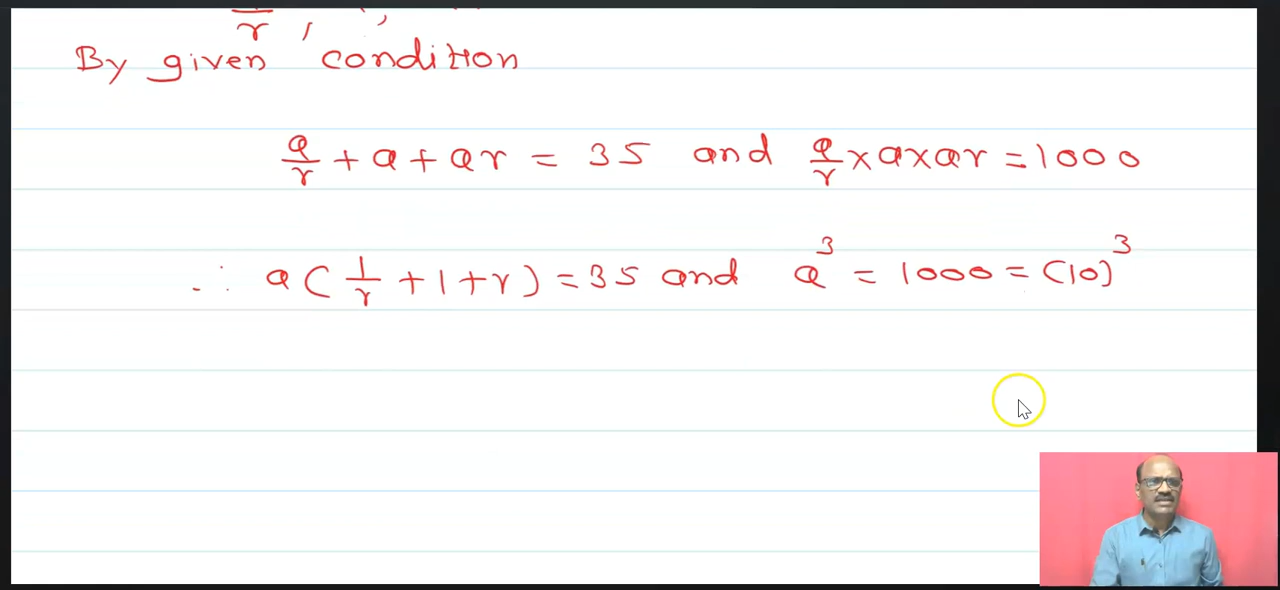 a/r , ,
By given condition
a/r + a + ar = 35 and a/r × a × ar = 1000
∴ a ( 1/r + 1 + r ) = 35 and a³ = 1000 = (10)³